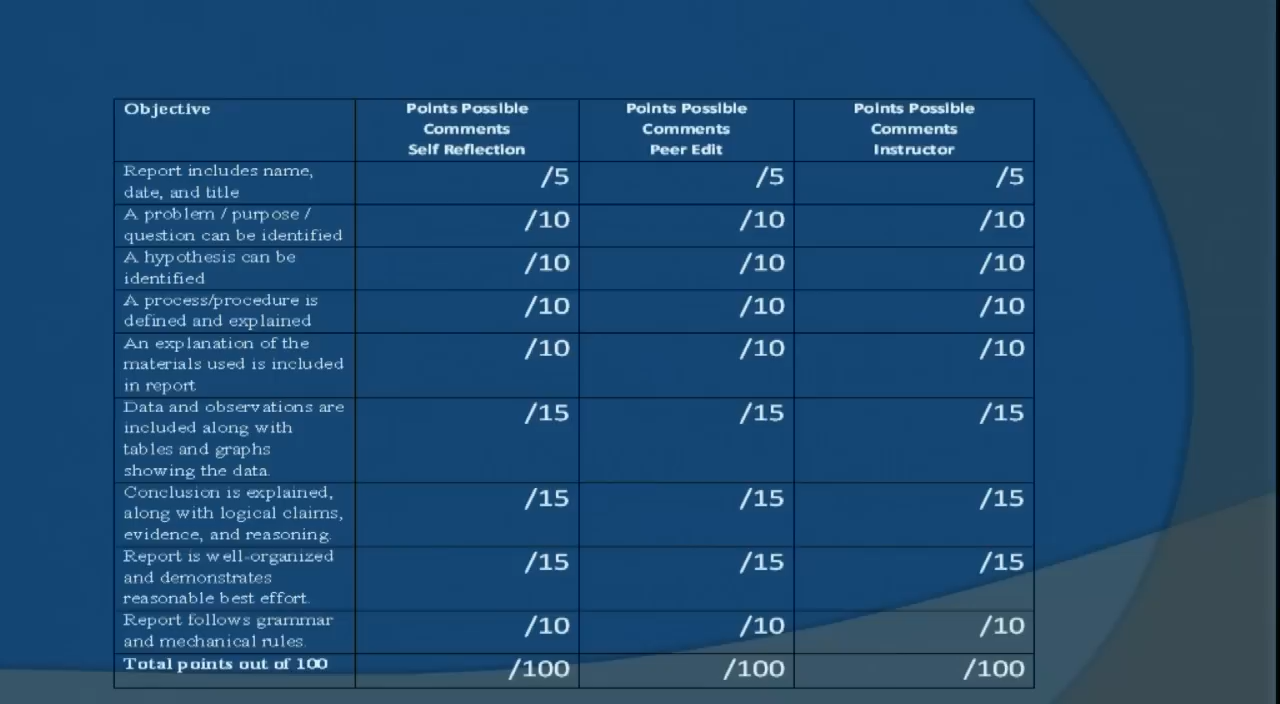 Objective
Points Possible
Comments
Self Reflection
Points Possible
Comments
Peer Edit
Points Possible
Comments
Instructor
Report includes name,
date, and title
/5
/5
/5
A problem / purpose /
question can be identified
/10
/10
/10
A hypothesis can be
identified
/10
/10
/10
A process/procedure is
defined and explained
/10
/10
/10
An explanation of the
materials used is included
in report
/10
/10
/10
Data and observations are
included along with
tables and graphs
showing the data.
/15
/15
/15
Conclusion is explained,
along with logical claims,
evidence, and reasoning.
/15
/15
/15
Report is well-organized
and demonstrates
reasonable best effort.
/15
/15
/15
Report follows grammar
and mechanical rules.
/10
/10
/10
Total points out of 100
/100
/100
/100